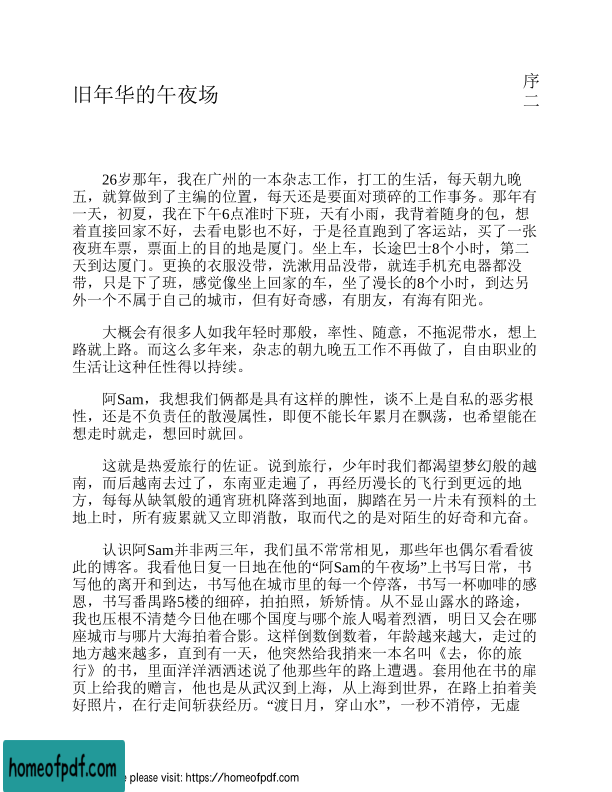 序二
旧年华的午夜场
26岁那年，我在广州的一本杂志工作，打工的生活，每天朝九晚
五，就算做到了主编的位置，每天还是要面对琐碎的工作事务。那年有
一天，初夏，我在下午6点准时下班，天有小雨，我背着随身的包，想
着直接回家不好，去看电影也不好，于是径直跑到了客运站，买了一张
夜班车票，票面上的目的地是厦门。坐上车，长途巴士8个小时，第二
天到达厦门。更换的衣服没带，洗漱用品没带，就连手机充电器都没
带，只是下了班，感觉像坐上回家的车，坐了漫长的8个小时，到达另
外一个不属于自己的城市，但有好奇感，有朋友，有海有阳光。
大概会有很多人如我年轻时那般，率性、随意，不拖泥带水，想上
路就上路。而这么多年来，杂志的朝九晚五工作不再做了，自由职业的
生活让这种任性得以持续。
阿Sam，我想我们俩都是具有这样的脾性，谈不上是自私的恶劣根
性，还是不负责任的散漫属性，即便不能长年累月在飘荡，也希望能在
想走时就走，想回时就回。
这就是热爱旅行的佐证。说到旅行，少年时我们都渴望梦幻般的越
南，而后越南去过了，东南亚走遍了，再经历漫长的飞行到更远的地
方，每每从缺氧般的通宵班机降落到地面，脚踏在另一片未有预料的土
地上时，所有疲累就又立即消散，取而代之的是对陌生的好奇和亢奋。
认识阿Sam并非两三年，我们虽不常常相见，那些年也偶尔看看彼
此的博客。我看他日复一日地在他的“阿Sam的午夜场”上书写日常，书
写他的离开和到达，书写他在城市里的每一个停落，书写一杯咖啡的感
恩，书写番禺路5楼的细碎，拍拍照，矫矫情。从不显山露水的路途，
我也压根不清楚今日他在哪个国度与哪个旅人喝着烈酒，明日又会在哪
座城市与哪片大海拍着合影。这样倒数倒数着，年龄越来越大，走过的
地方越来越多，直到有一天，他突然给我捎来一本名叫《去，你的旅
行》的书，里面洋洋洒洒述说了他那些年的路上遭遇。套用他在书的扉
页上给我的赠言，他也是从武汉到上海，从上海到世界，在路上拍着美
好照片，在行走间斩获经历。“渡日月，穿山水”，一秒不消停，无虚
homeofpdf.com
e please visit: https://homeofpdf.com